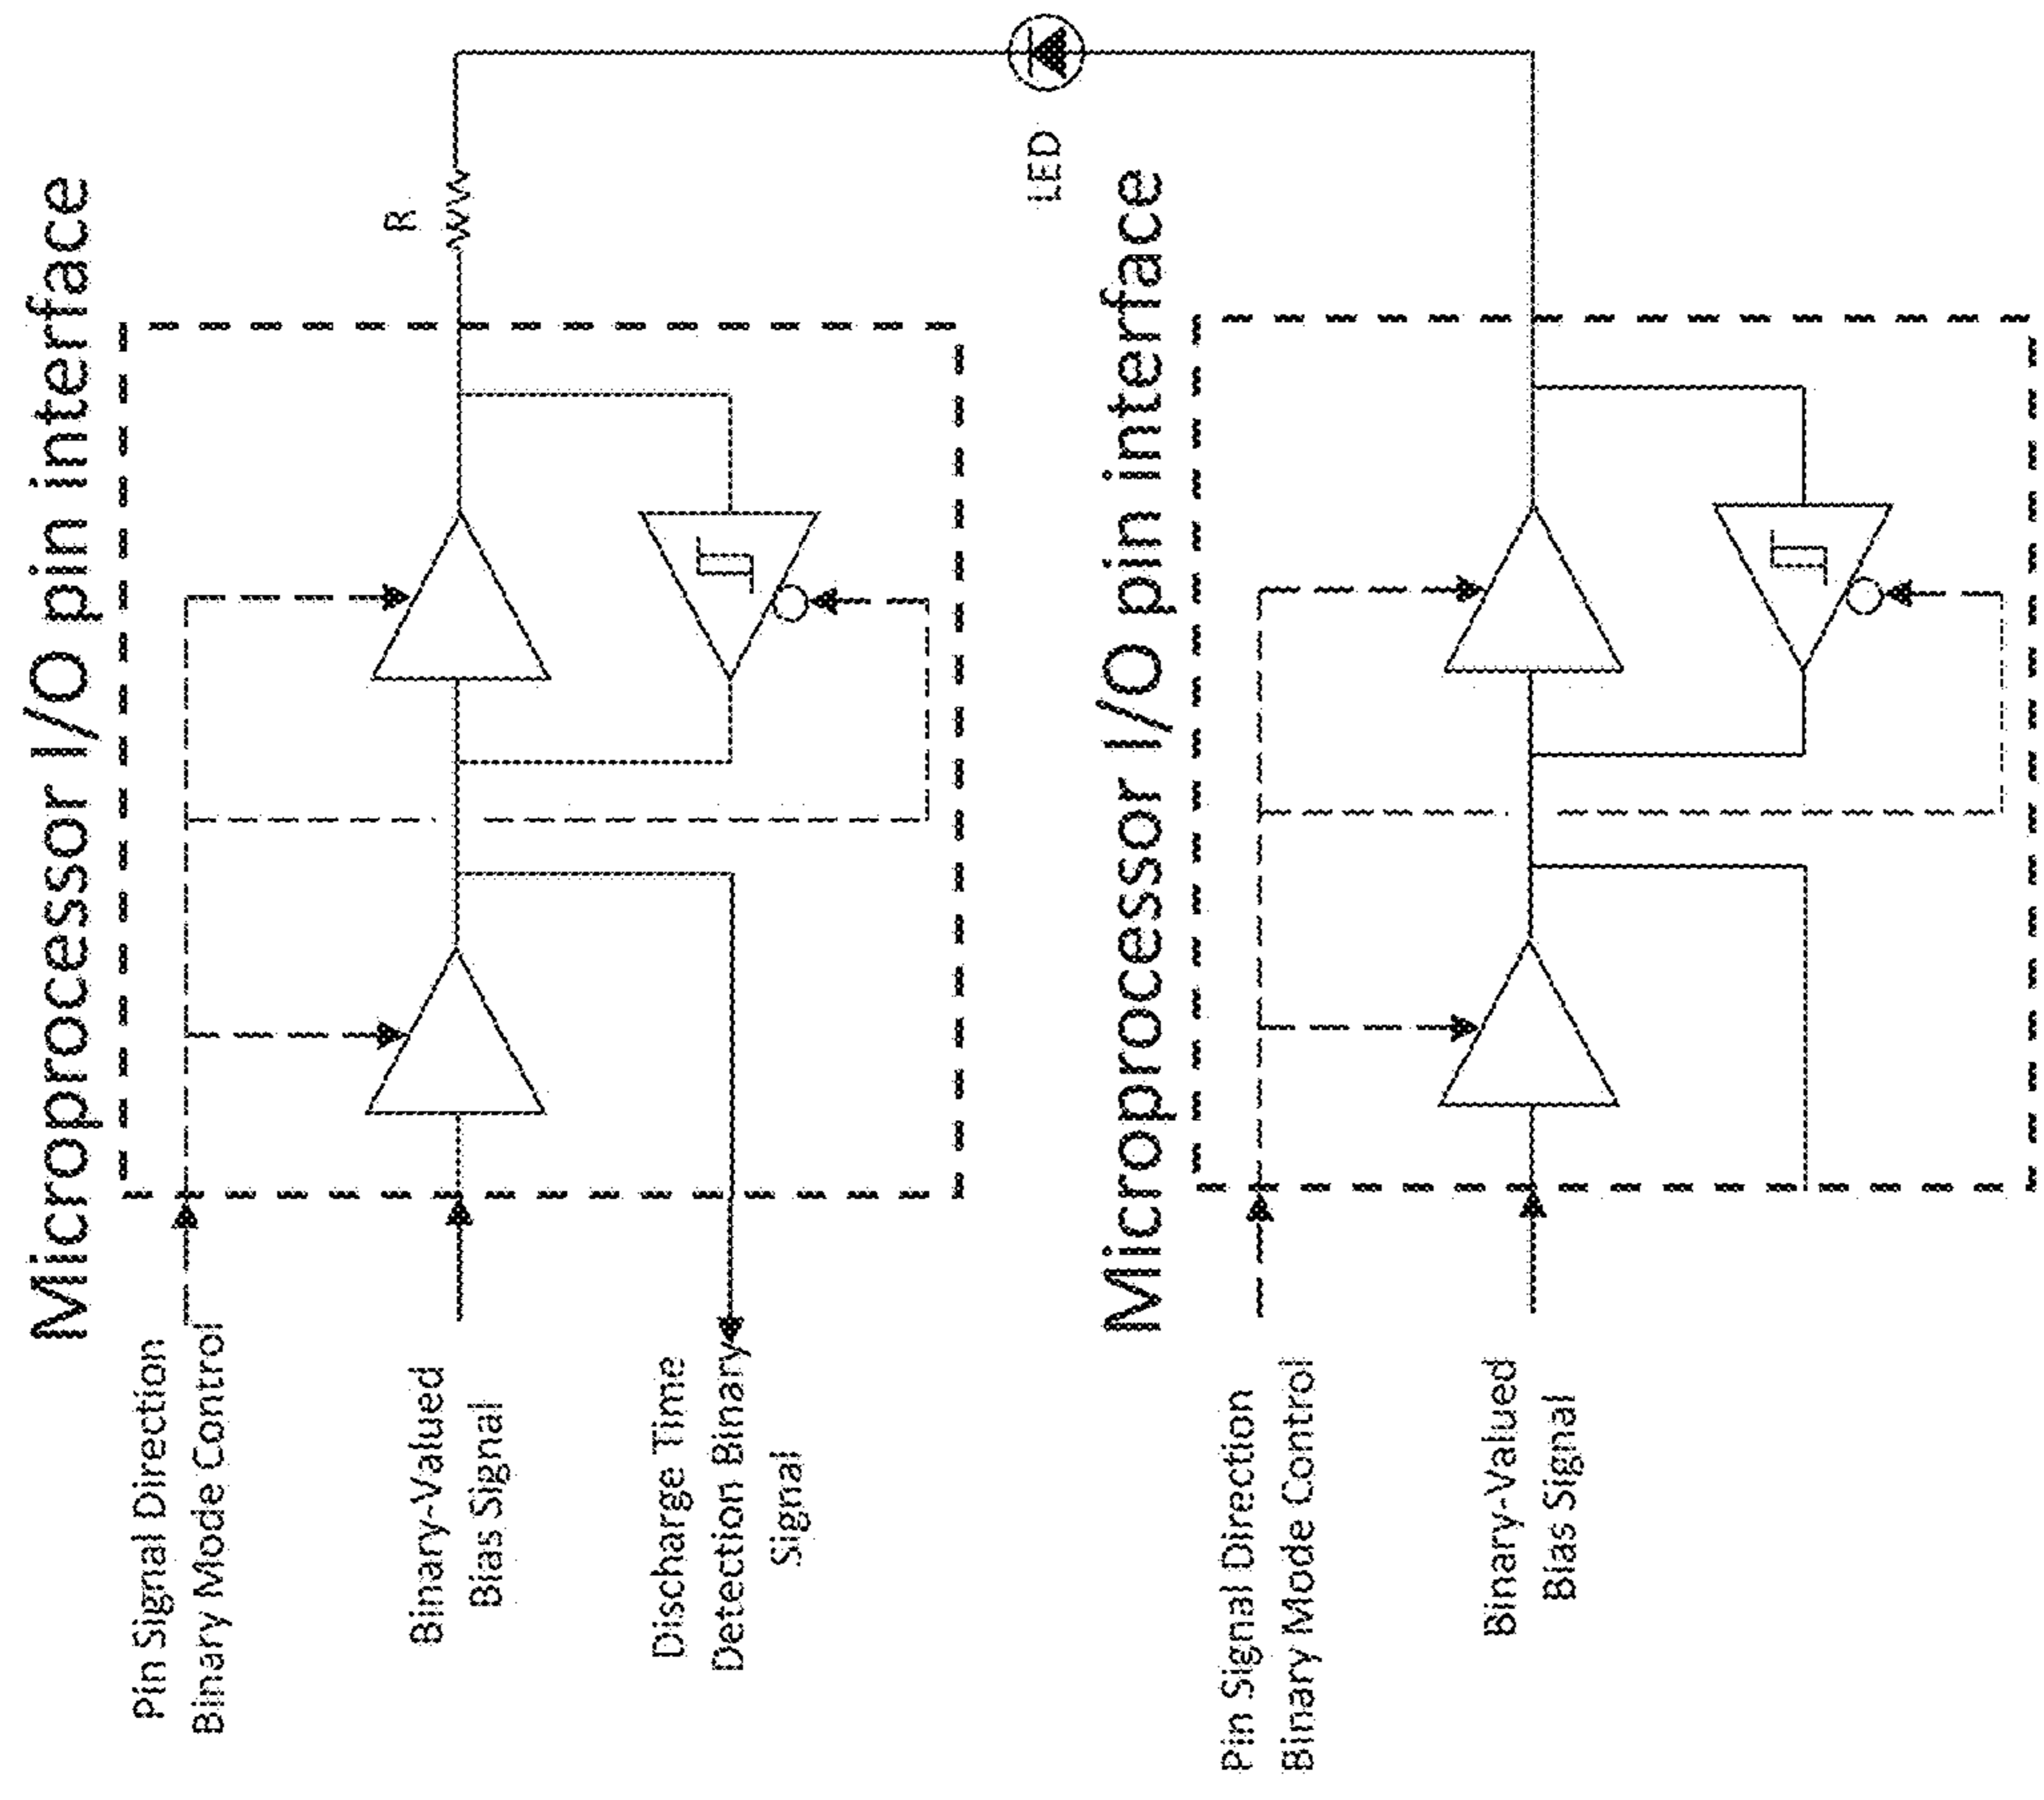 Microprocessor I/O pin interface
Pin Signal Direction
Binary Mode Control
Binary-Valued
Bias Signal
Discharge Time
Detection Binary
Signal
R
LED
Microprocessor I/O pin interface
Pin Signal Direction
Binary Mode Control
Binary-Valued
Bias Signal